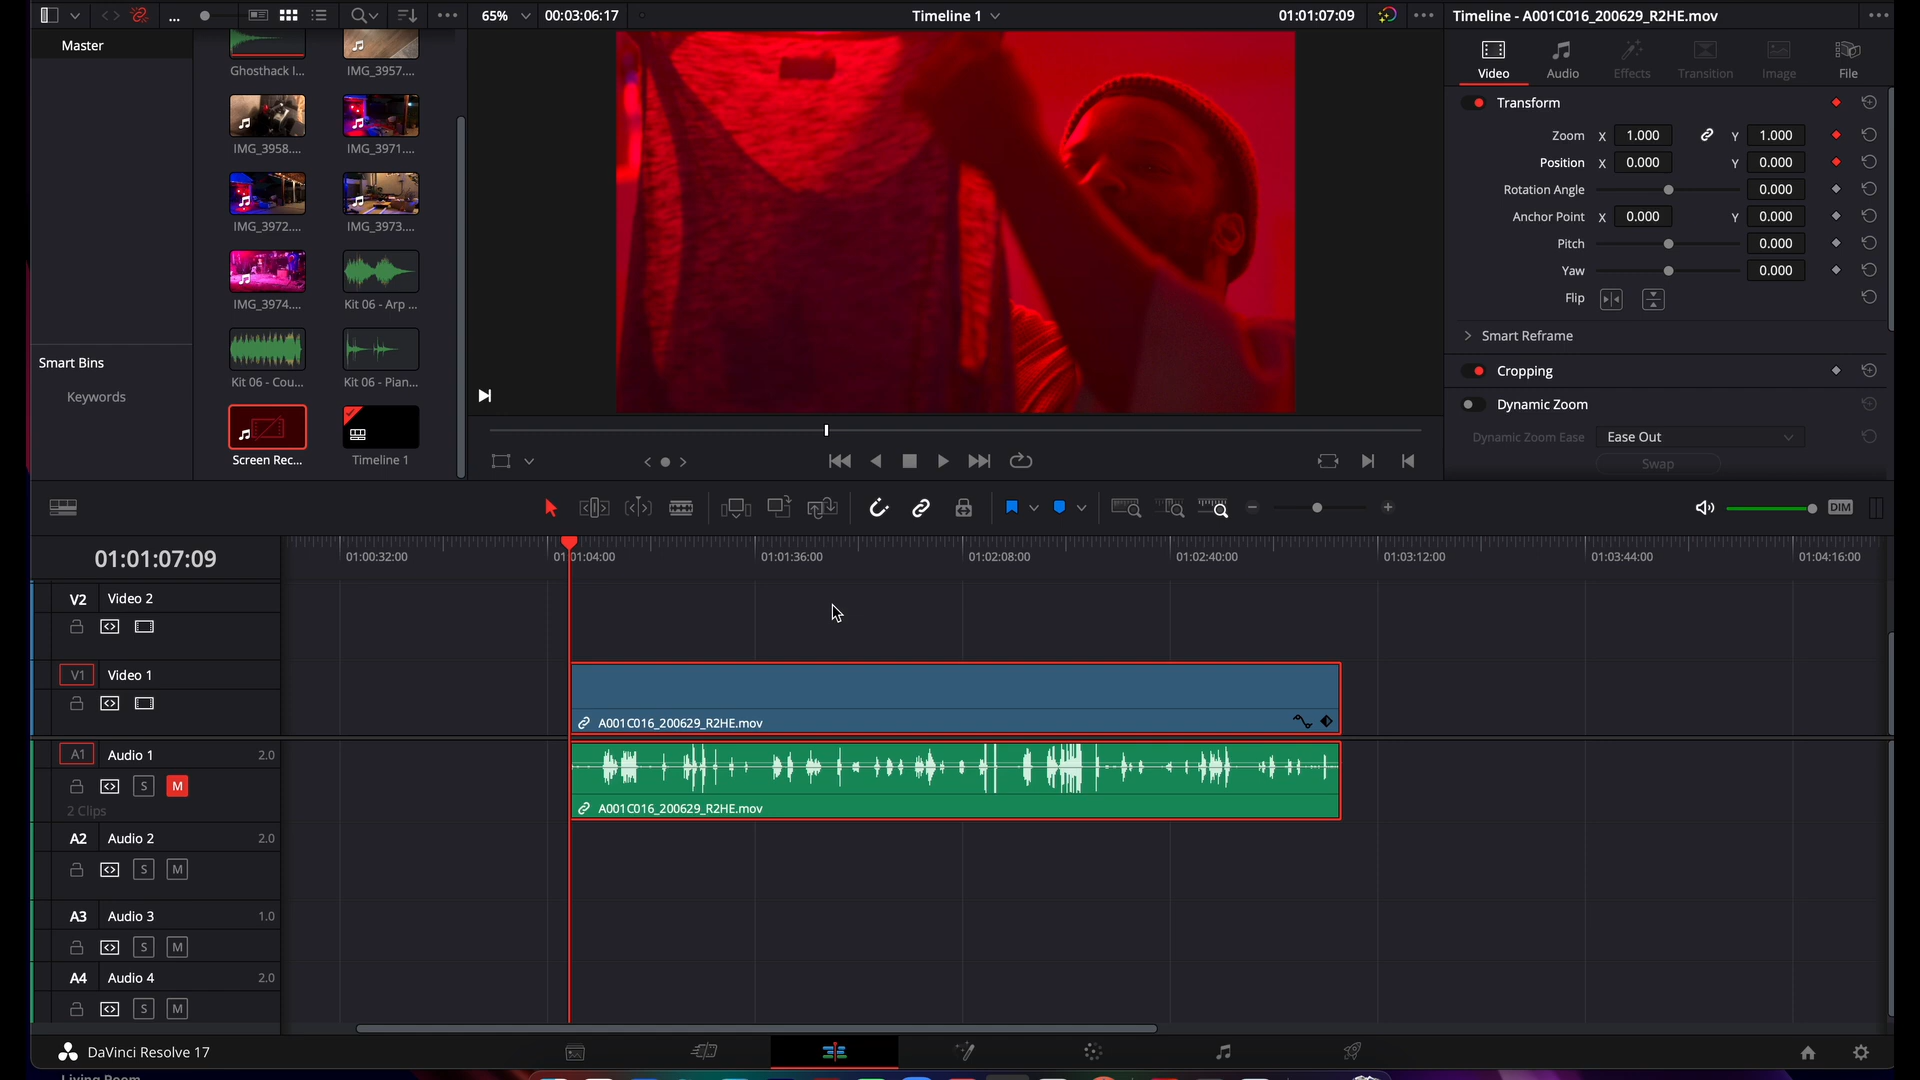 65%
00:03:06:17
Timeline 1
01:01:07:09
Timeline - A001C016_200629_R2HE.mov
Master
Ghosthack I...
IMG_3957....
IMG_3958....
IMG_3971....
IMG_3972....
IMG_3973....
IMG_3974....
Kit 06 - Arp ...
Kit 06 - Cou...
Kit 06 - Pian...
Screen Rec...
Timeline 1
Smart Bins
Keywords
Video
Audio
Effects
Transition
Image
File
Transform
Zoom X 1.000 Y 1.000
Position X 0.000 Y 0.000
Rotation Angle 0.000
Anchor Point X 0.000 Y 0.000
Pitch 0.000
Yaw 0.000
Flip
Smart Reframe
Cropping
Dynamic Zoom
Dynamic Zoom Ease Ease Out
Swap
DIM
01:01:07:09
01:00:32:00
01:01:04:00
01:01:36:00
01:02:08:00
01:02:40:00
01:03:12:00
01:03:44:00
01:04:16:00
V2 Video 2
V1 Video 1
A001C016_200629_R2HE.mov
A1 Audio 1 2.0
S M
2 Clips
A001C016_200629_R2HE.mov
A2 Audio 2 2.0
S M
A3 Audio 3 1.0
S M
A4 Audio 4 2.0
S M
DaVinci Resolve 17
Living Room